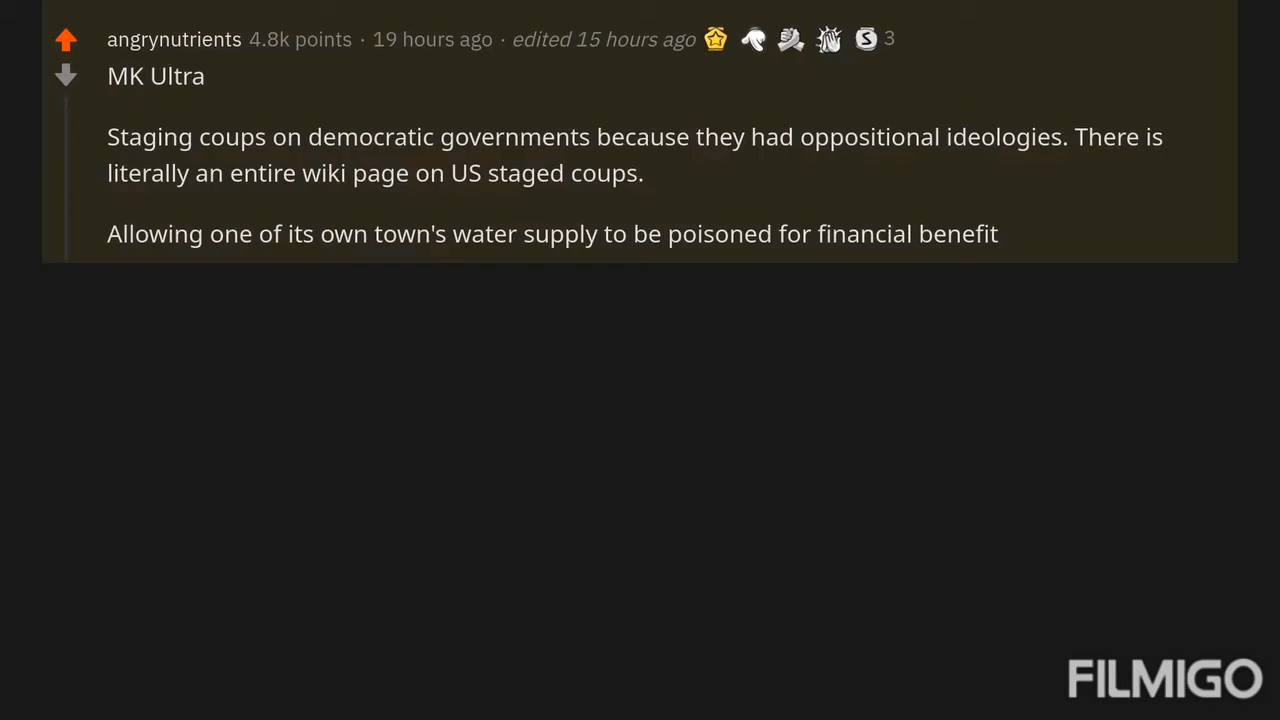 angrynutrients 4.8k points · 19 hours ago · edited 15 hours ago 3
MK Ultra
Staging coups on democratic governments because they had oppositional ideologies. There is
literally an entire wiki page on US staged coups.
Allowing one of its own town's water supply to be poisoned for financial benefit
FILMIGO